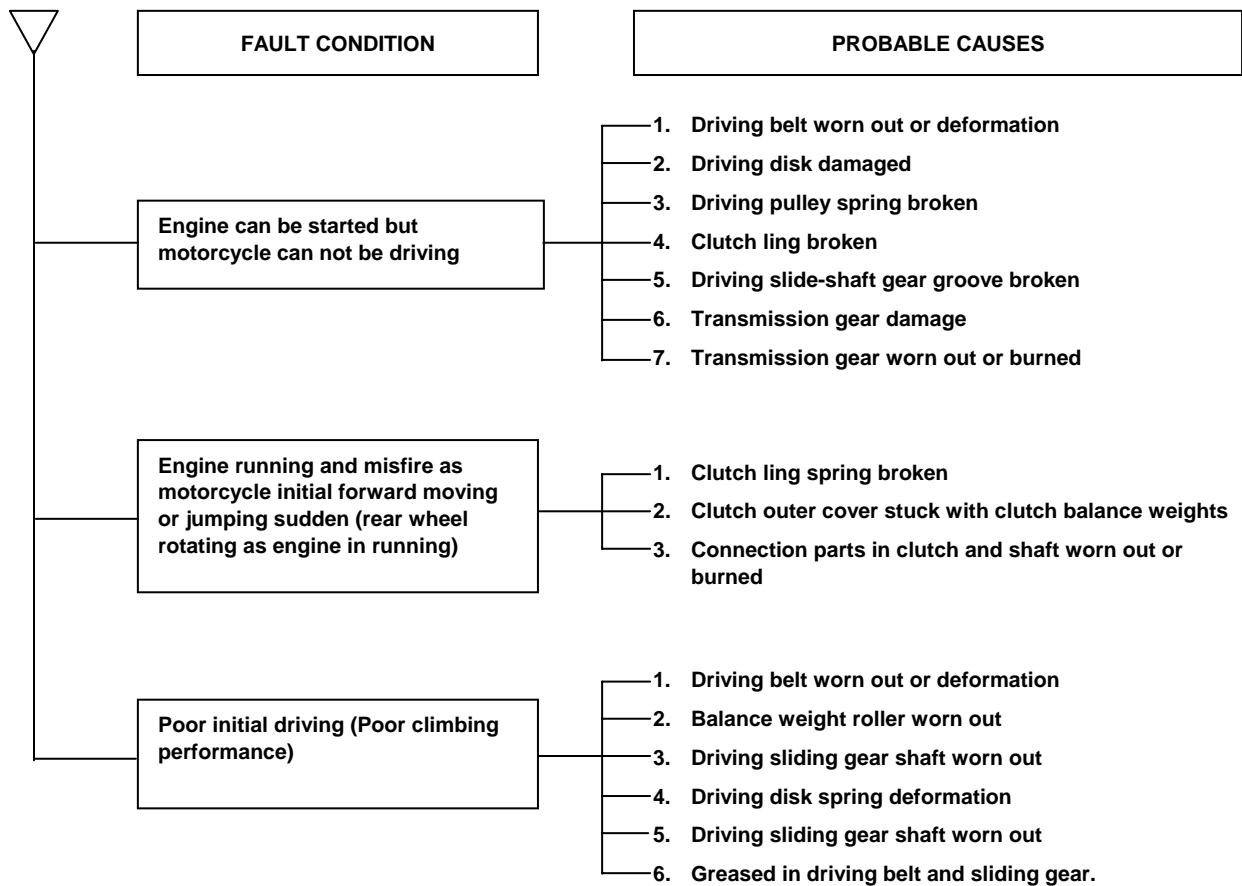 FAULT CONDITION
PROBABLE CAUSES
Engine can be started but
motorcycle can not be driving
1. Driving belt worn out or deformation
2. Driving disk damaged
3. Driving pulley spring broken
4. Clutch ling broken
5. Driving slide-shaft gear groove broken
6. Transmission gear damage
7. Transmission gear worn out or burned
Engine running and misfire as
motorcycle initial forward moving
or jumping sudden (rear wheel
rotating as engine in running)
1. Clutch ling spring broken
2. Clutch outer cover stuck with clutch balance weights
3. Connection parts in clutch and shaft worn out or
burned
Poor initial driving (Poor climbing
performance)
1. Driving belt worn out or deformation
2. Balance weight roller worn out
3. Driving sliding gear shaft worn out
4. Driving disk spring deformation
5. Driving sliding gear shaft worn out
6. Greased in driving belt and sliding gear.